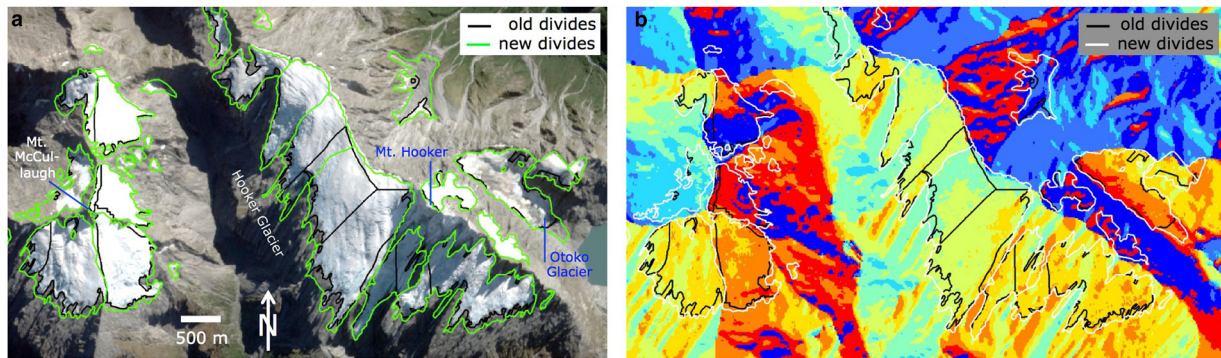 a
old divides
new divides
Mt.
McCul-
laugh
Hooker Glacier
Mt. Hooker
Otoko
Glacier
500 m
N
b
old divides
new divides